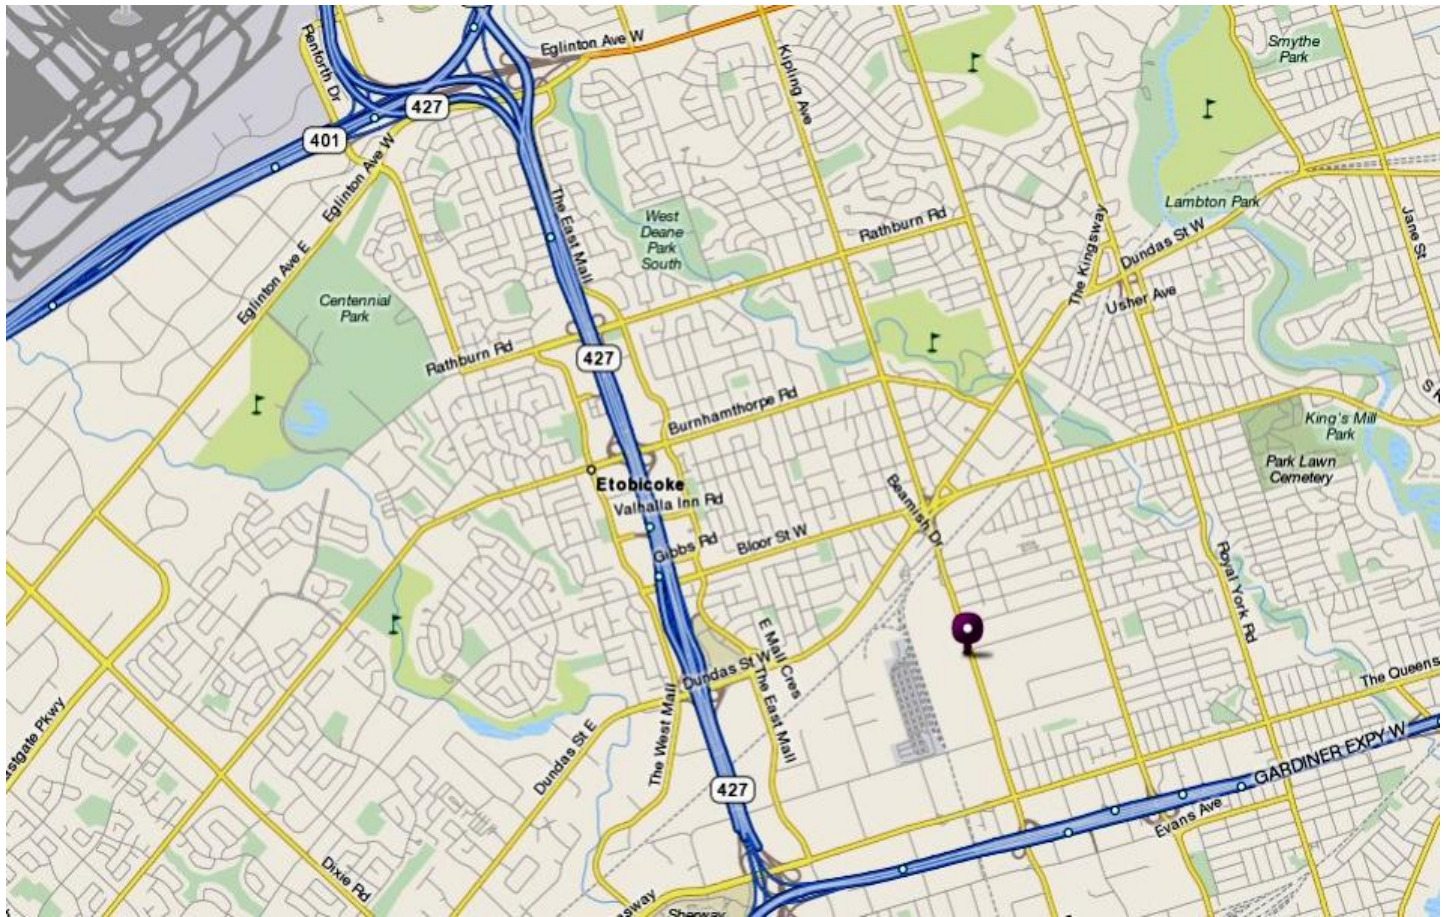 Renforth Dr
Eglinton Ave W
Kipling Ave
Smythe
Park
427
401
Eglinton Ave W
The East Mall
West
Deane
Park
South
Rathburn Rd
Lambton Park
The Kingsway
Dundas St W
Jane St
Eglinton Ave E
Centennial
Park
Usher Ave
Rathburn Rd
427
Burnhamthorpe Rd
King's Mill
Park
Park Lawn
Cemetery
Etobicoke
Valhalla Inn Rd
Beamish Dr
Gibbs Rd
Bloor St W
Royal York Rd
E Mall Cres
Dundas St W
The Queens
The West Mall
The East Mall
astgate Pkwy
Dundas St E
GARDINER EXPY W
427
Evans Ave
Dixie Rd
sway
Sherway